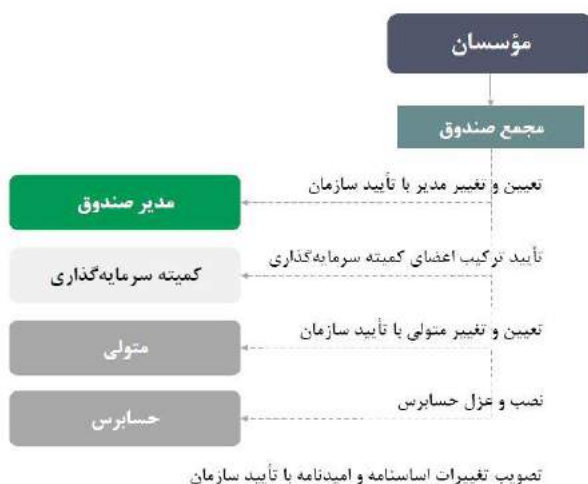 مؤسسان
مجمع صندوق
تعیین و تغییر مدیر با تأیید سازمان
مدیر صندوق
تأیید ترکیب اعضای کمیته سرمایه‌گذاری
کمیته سرمایه‌گذاری
تعیین و تغییر متولی با تأیید سازمان
متولی
نصب و عزل حسابرس
حسابرس
تصویب تغییرات اساسنامه و امیدنامه با تأیید سازمان